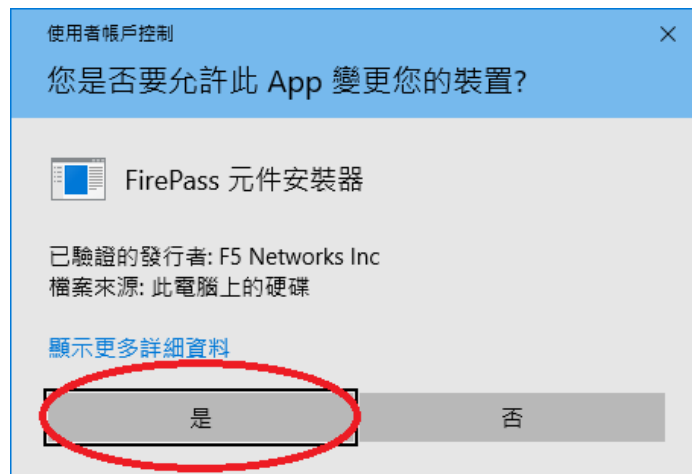 使用者帳戶控制
您是否要允許此 App 變更您的裝置?
FirePass 元件安裝器
已驗證的發行者: F5 Networks Inc
檔案來源: 此電腦上的硬碟
顯示更多詳細資料
是
否